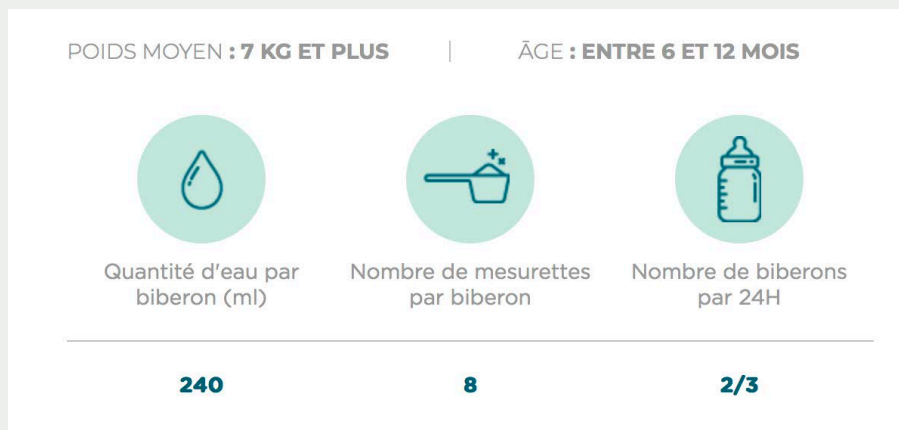 POIDS MOYEN : 7 KG ET PLUS | ĀGE : ENTRE 6 ET 12 MOIS
Quantité d'eau par biberon (ml)
Nombre de mesurettes par biberon
Nombre de biberons par 24H
240 8 2/3